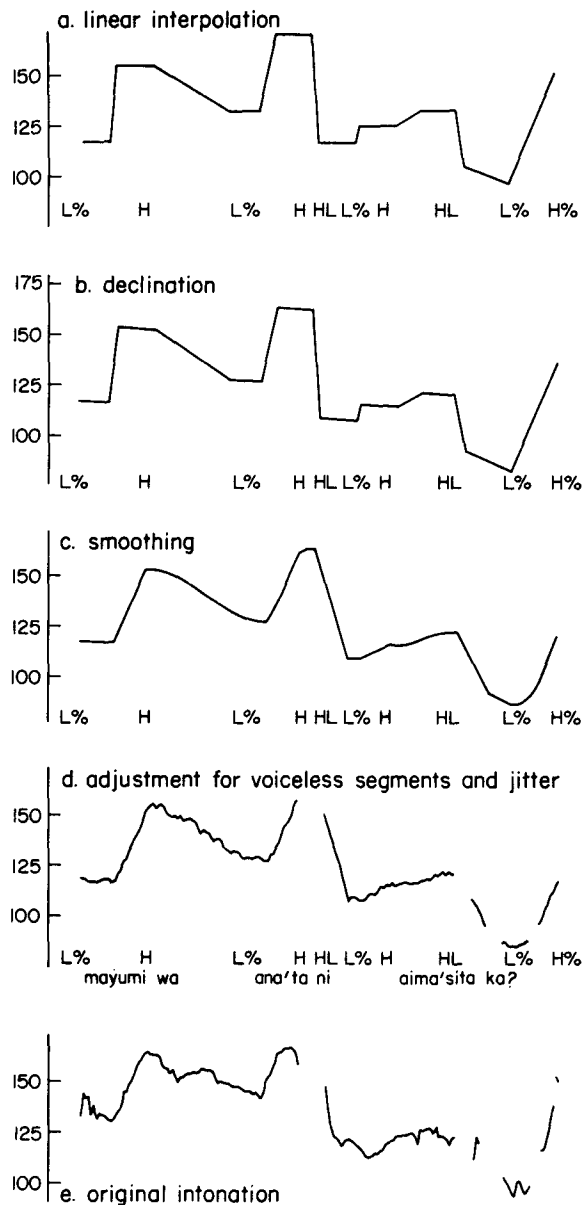 a. linear interpolation
150
125
100
L% H L% H HL L% H HL L% H%
175
b. declination
150
125
100
L% H L% H HL L% H HL L% H%
c. smoothing
150
125
100
L% H L% H HL L% H HL L% H%
d. adjustment for voiceless segments and jitter
150
125
100
L% H L% H HL L% H HL L% H%
mayumi wa ana'ta ni aima'sita ka?
150
125
100
e. original intonation